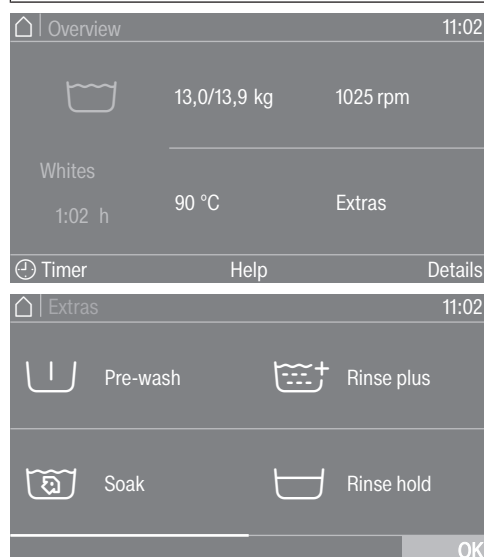 Overview 11:02
13,0/13,9 kg 1025 rpm
Whites
1:02 h
90 °C Extras
Timer Help Details
Extras 11:02
Pre-wash Rinse plus
Soak Rinse hold
OK